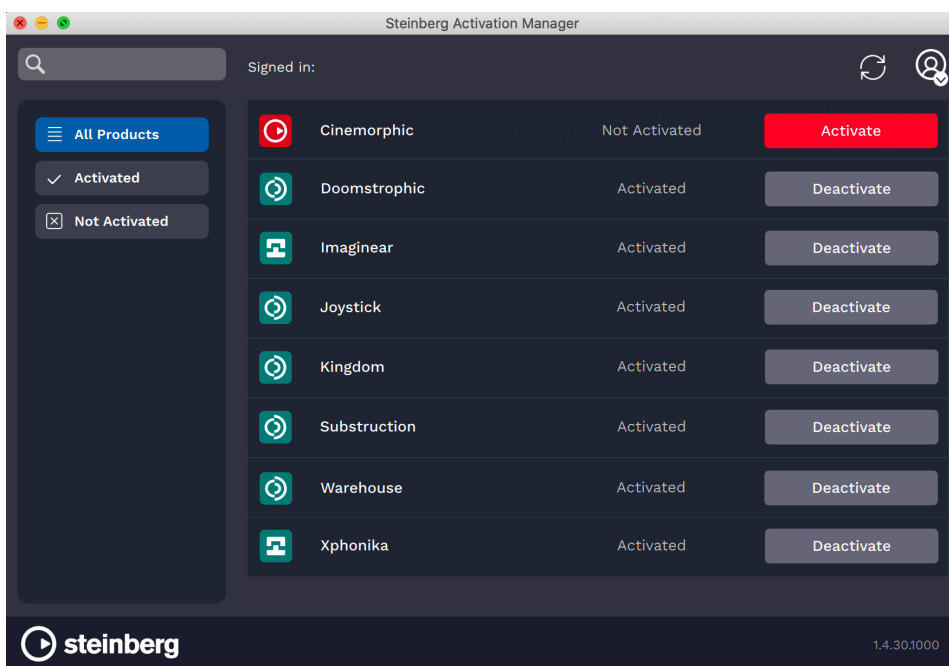 Steinberg Activation Manager
Signed in:
All Products
Activated
Not Activated
Cinemorphic Not Activated Activate
Doomstrophic Activated Deactivate
Imaginear Activated Deactivate
Joystick Activated Deactivate
Kingdom Activated Deactivate
Substruction Activated Deactivate
Warehouse Activated Deactivate
Xphonika Activated Deactivate
steinberg
1.4.30.1000